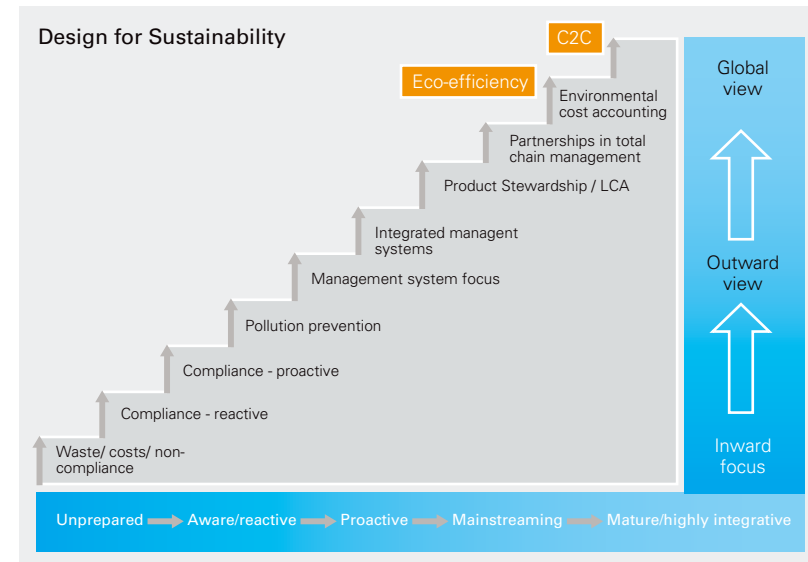 Design for Sustainability
C2C
Eco-efficiency
Environmental
cost accounting
Partnerships in total
chain management
Product Stewardship / LCA
Integrated managent
systems
Management system focus
Pollution prevention
Compliance - proactive
Compliance - reactive
Waste/ costs/ non-
compliance
Global
view
Outward
view
Inward
focus
Unprepared Aware/reactive Proactive Mainstreaming Mature/highly integrative